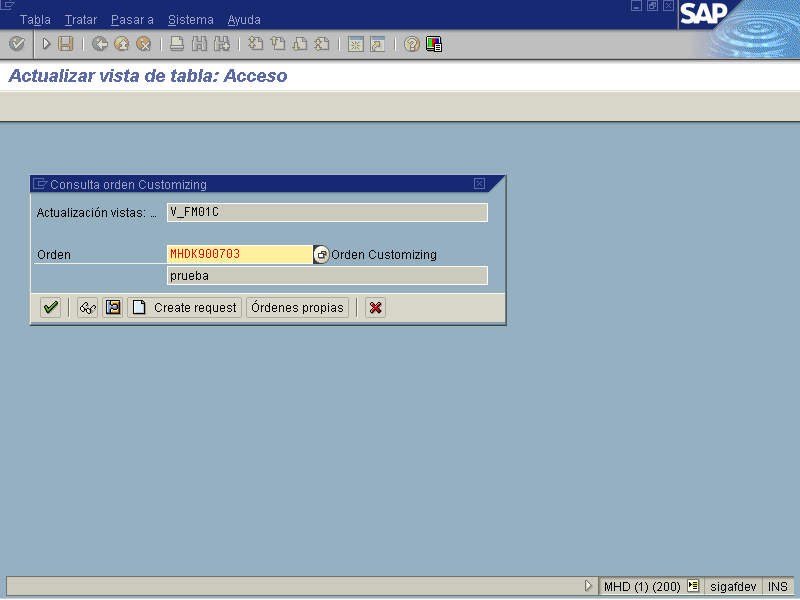 Tabla Tratar Pasar a Sistema Ayuda
SAP
Actualizar vista de tabla: Acceso
Consulta orden Customizing
Actualización vistas: ... V_FM01C
Orden MHDK900703 Orden Customizing
prueba
Create request Órdenes propias
MHD (1) (200) sigafdev INS